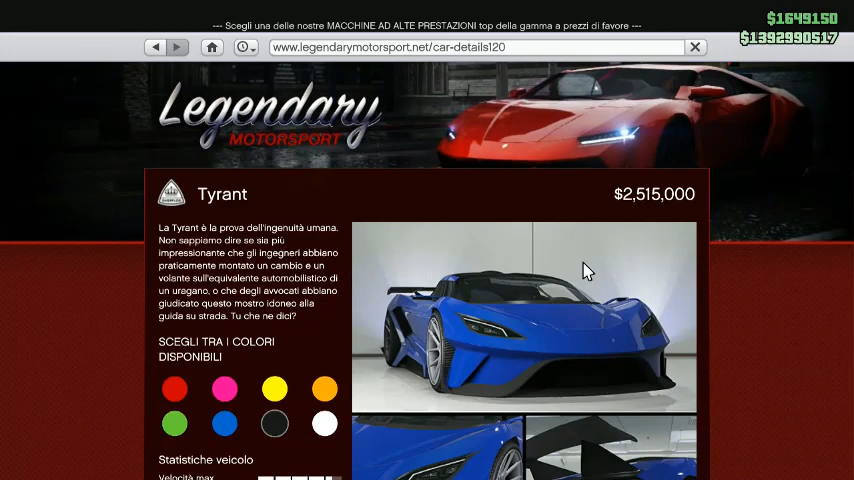 --- Scegli una delle nostre MACCHINE AD ALTE PRESTAZIONI top della gamma a prezzi di favore ---
$1649150
$1392990517
www.legendarymotorsport.net/car-details120
Legendary
MOTORSPORT
Tyrant
$2,515,000
La Tyrant è la prova dell'ingenuità umana.
Non sappiamo dire se sia più
impressionante che gli ingegneri abbiano
praticamente montato un cambio e un
volante sull'equivalente automobilistico di
un uragano, o che degli avvocati abbiano
giudicato questo mostro idoneo alla
guida su strada. Tu che ne dici?
SCEGLI TRA I COLORI
DISPONIBILI
Statistiche veicolo
Velocità max